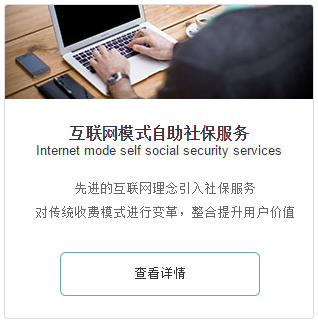 互联网模式自助社保服务
Internet mode self social security services
先进的互联网理念引入社保服务
对传统收费模式进行变革，整合提升用户价值
查看详情